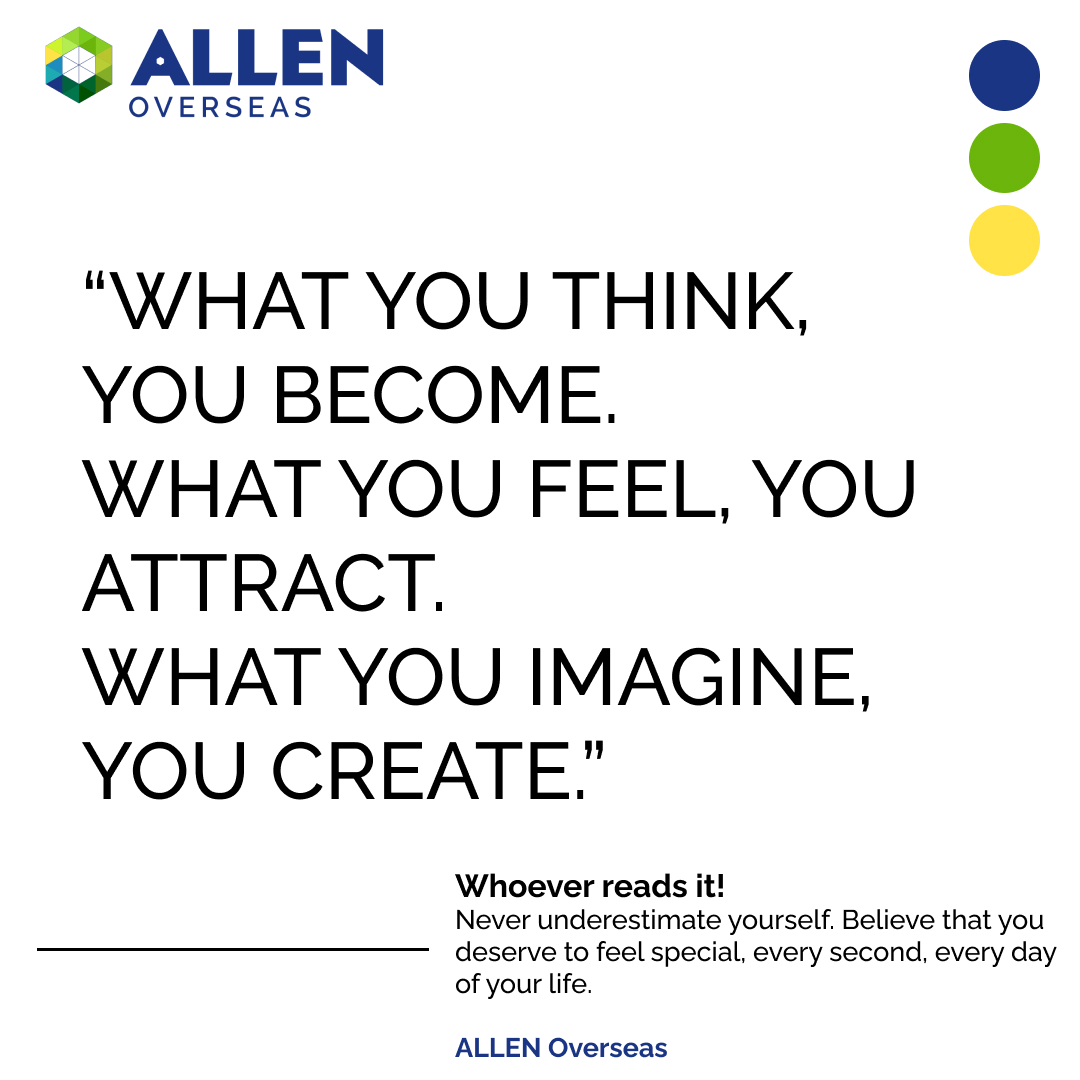 ALLEN
OVERSEAS
“WHAT YOU THINK,
YOU BECOME.
WHAT YOU FEEL, YOU
ATTRACT.
WHAT YOU IMAGINE,
YOU CREATE.”
Whoever reads it!
Never underestimate yourself. Believe that you
deserve to feel special, every second, every day
of your life.
ALLEN Overseas